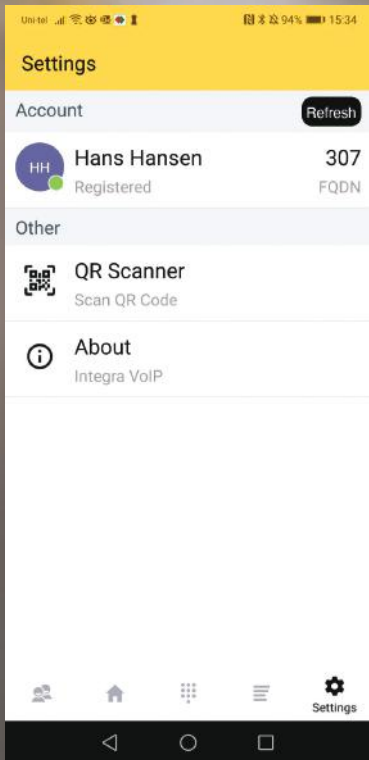 Uni-tel 94% 15:34
Settings
Account Refresh
HH Hans Hansen 307
Registered FQDN
Other
QR Scanner
Scan QR Code
About
Integra VoIP
Settings